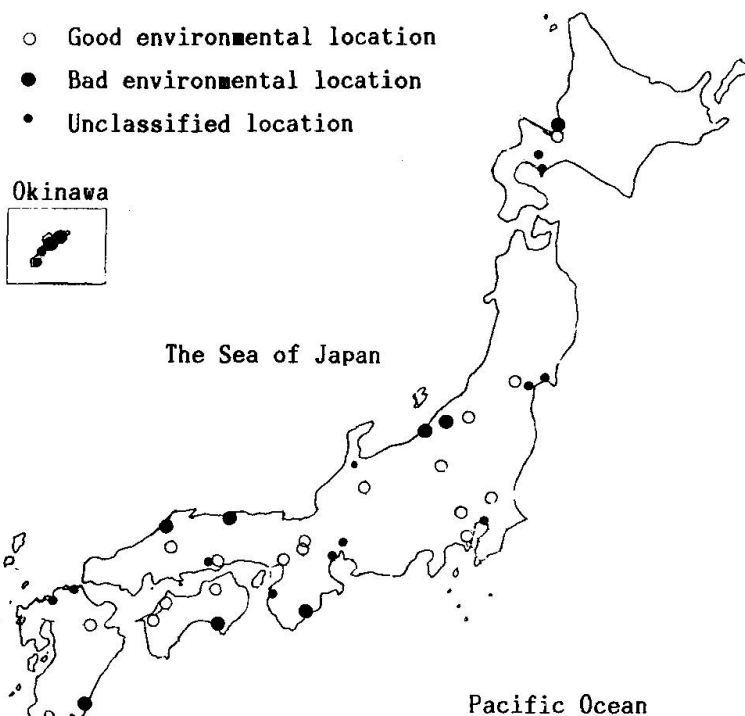 Good environmental location
Bad environmental location
Unclassified location
Okinawa
The Sea of Japan
Pacific Ocean